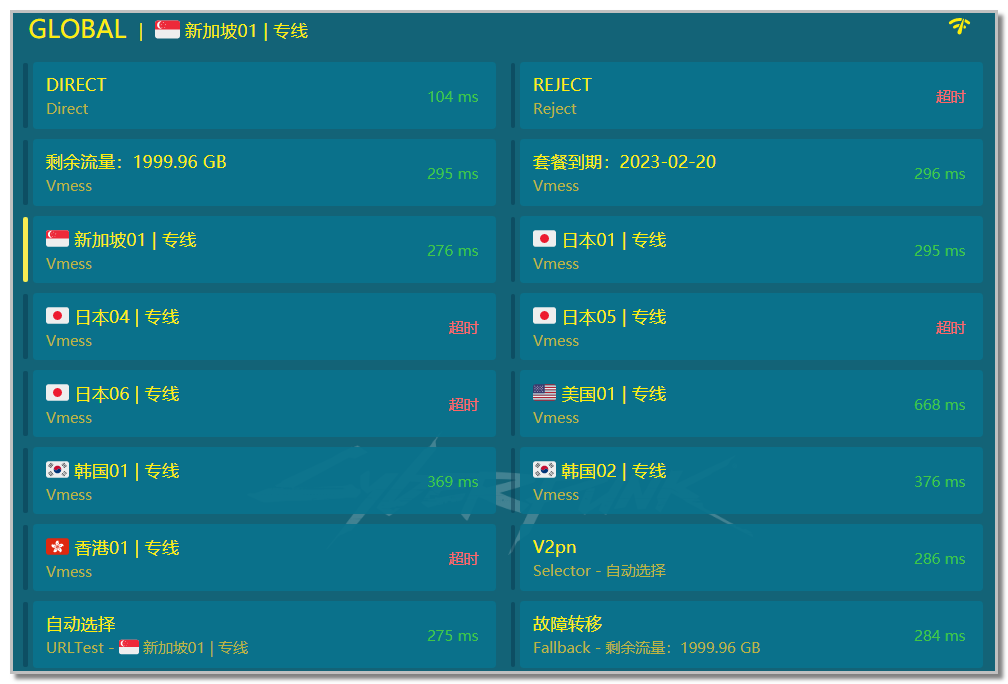 GLOBAL | 新加坡01 | 专线
DIRECT
Direct
104 ms
REJECT
Reject
超时
剩余流量：1999.96 GB
Vmess
295 ms
套餐到期：2023-02-20
Vmess
296 ms
新加坡01 | 专线
Vmess
276 ms
日本01 | 专线
Vmess
295 ms
日本04 | 专线
Vmess
超时
日本05 | 专线
Vmess
超时
日本06 | 专线
Vmess
超时
美国01 | 专线
Vmess
668 ms
韩国01 | 专线
Vmess
369 ms
韩国02 | 专线
Vmess
376 ms
香港01 | 专线
Vmess
超时
V2pn
Selector - 自动选择
286 ms
自动选择
URLTest - 新加坡01 | 专线
275 ms
故障转移
Fallback - 剩余流量：1999.96 GB
284 ms
CYBERPUNK